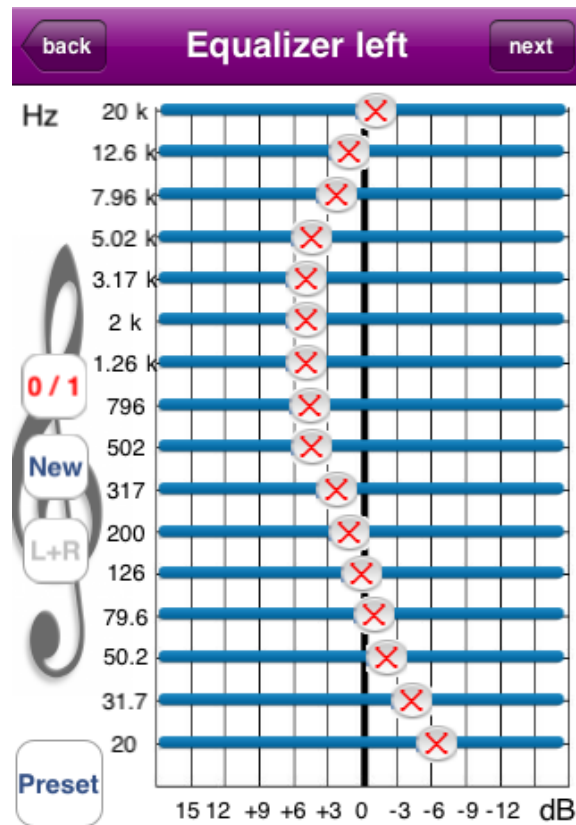 back Equalizer left next
Hz
20 k
12.6 k
7.96 k
5.02 k
3.17 k
2 k
1.26 k
0 / 1
796
502
New
317
200
L+R
126
79.6
50.2
31.7
20
Preset
15 12 +9 +6 +3 0 -3 -6 -9 -12 dB